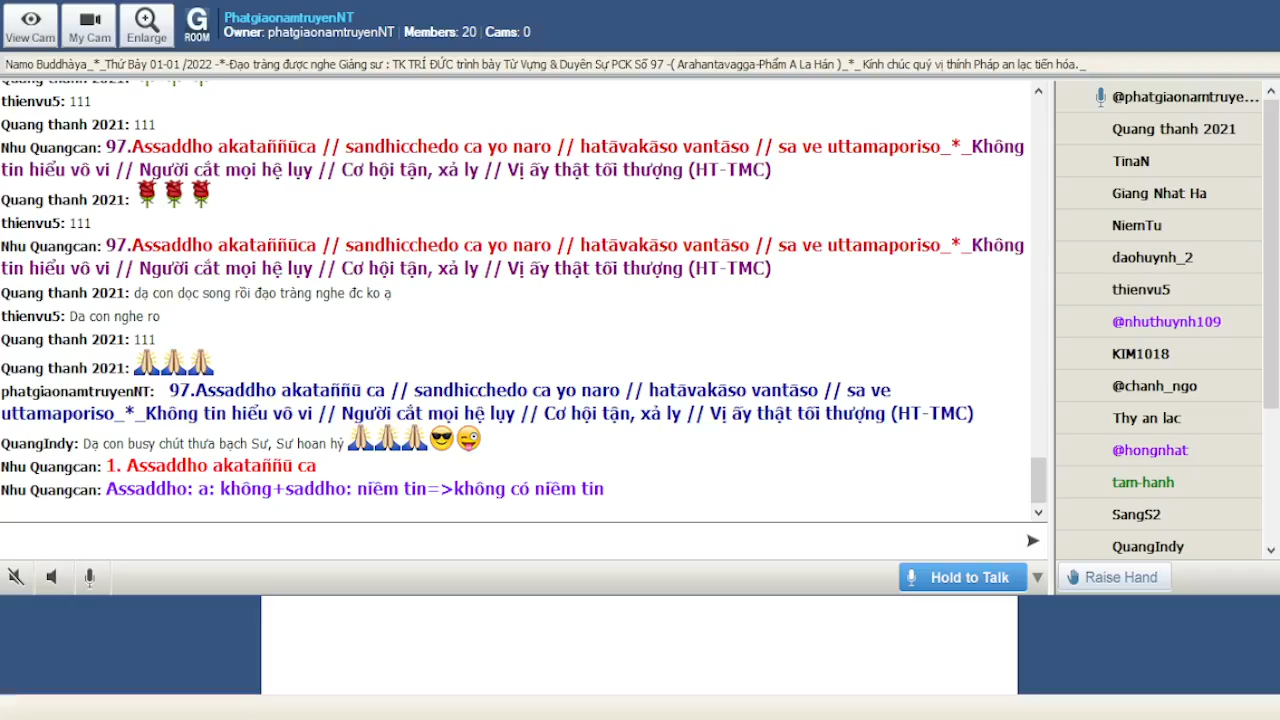 View Cam
My Cam
Enlarge
G
ROOM
PhatgiaonamtruyenNT
Owner: phatgiaonamtruyenNT | Members: 20 | Cams: 0
Namo Buddhàya_*_Thứ Bảy 01-01 /2022 -*-Đạo tràng được nghe Giảng sư : TK TRÍ ĐỨC trình bày Từ Vựng & Duyên Sự PCK Số 97 -( Arahantavagga-Phẩm A La Hán )_*_ Kính chúc quý vị thính Pháp an lạc tiến hóa._
Quang thanh 2021:
thienvu5: 111
Quang thanh 2021: 111
Nhu Quangcan: 97.Assaddho akataññūca // sandhicchedo ca yo naro // hatāvakāso vantāso // sa ve uttamaporiso_*_Không
tin hiểu vô vi // Người cắt mọi hệ lụy // Cơ hội tận, xả ly // Vị ấy thật tối thượng (HT-TMC)
Quang thanh 2021:
thienvu5: 111
Nhu Quangcan: 97.Assaddho akataññūca // sandhicchedo ca yo naro // hatāvakāso vantāso // sa ve uttamaporiso_*_Không
tin hiểu vô vi // Người cắt mọi hệ lụy // Cơ hội tận, xả ly // Vị ấy thật tối thượng (HT-TMC)
Quang thanh 2021: dạ con dọc song rồi đạo tràng nghe đc ko ạ
thienvu5: Da con nghe ro
Quang thanh 2021: 111
Quang thanh 2021:
phatgiaonamtruyenNT: 97.Assaddho akataññū ca // sandhicchedo ca yo naro // hatāvakāso vantāso // sa ve
uttamaporiso_*_Không tin hiểu vô vi // Người cắt mọi hệ lụy // Cơ hội tận, xả ly // Vị ấy thật tối thượng (HT-TMC)
QuangIndy: Dạ con busy chút thưa bạch Sư, Sư hoan hỷ
Nhu Quangcan: 1. Assaddho akataññū ca
Nhu Quangcan: Assaddho: a: không+saddho: niềm tin=>không có niềm tin
Hold to Talk
@phatgiaonamtruye...
Quang thanh 2021
TinaN
Giang Nhat Ha
NiemTu
daohuynh_2
thienvu5
@nhuthuynh109
KIM1018
@chanh_ngo
Thy an lac
@hongnhat
tam-hanh
SangS2
QuangIndy
Raise Hand